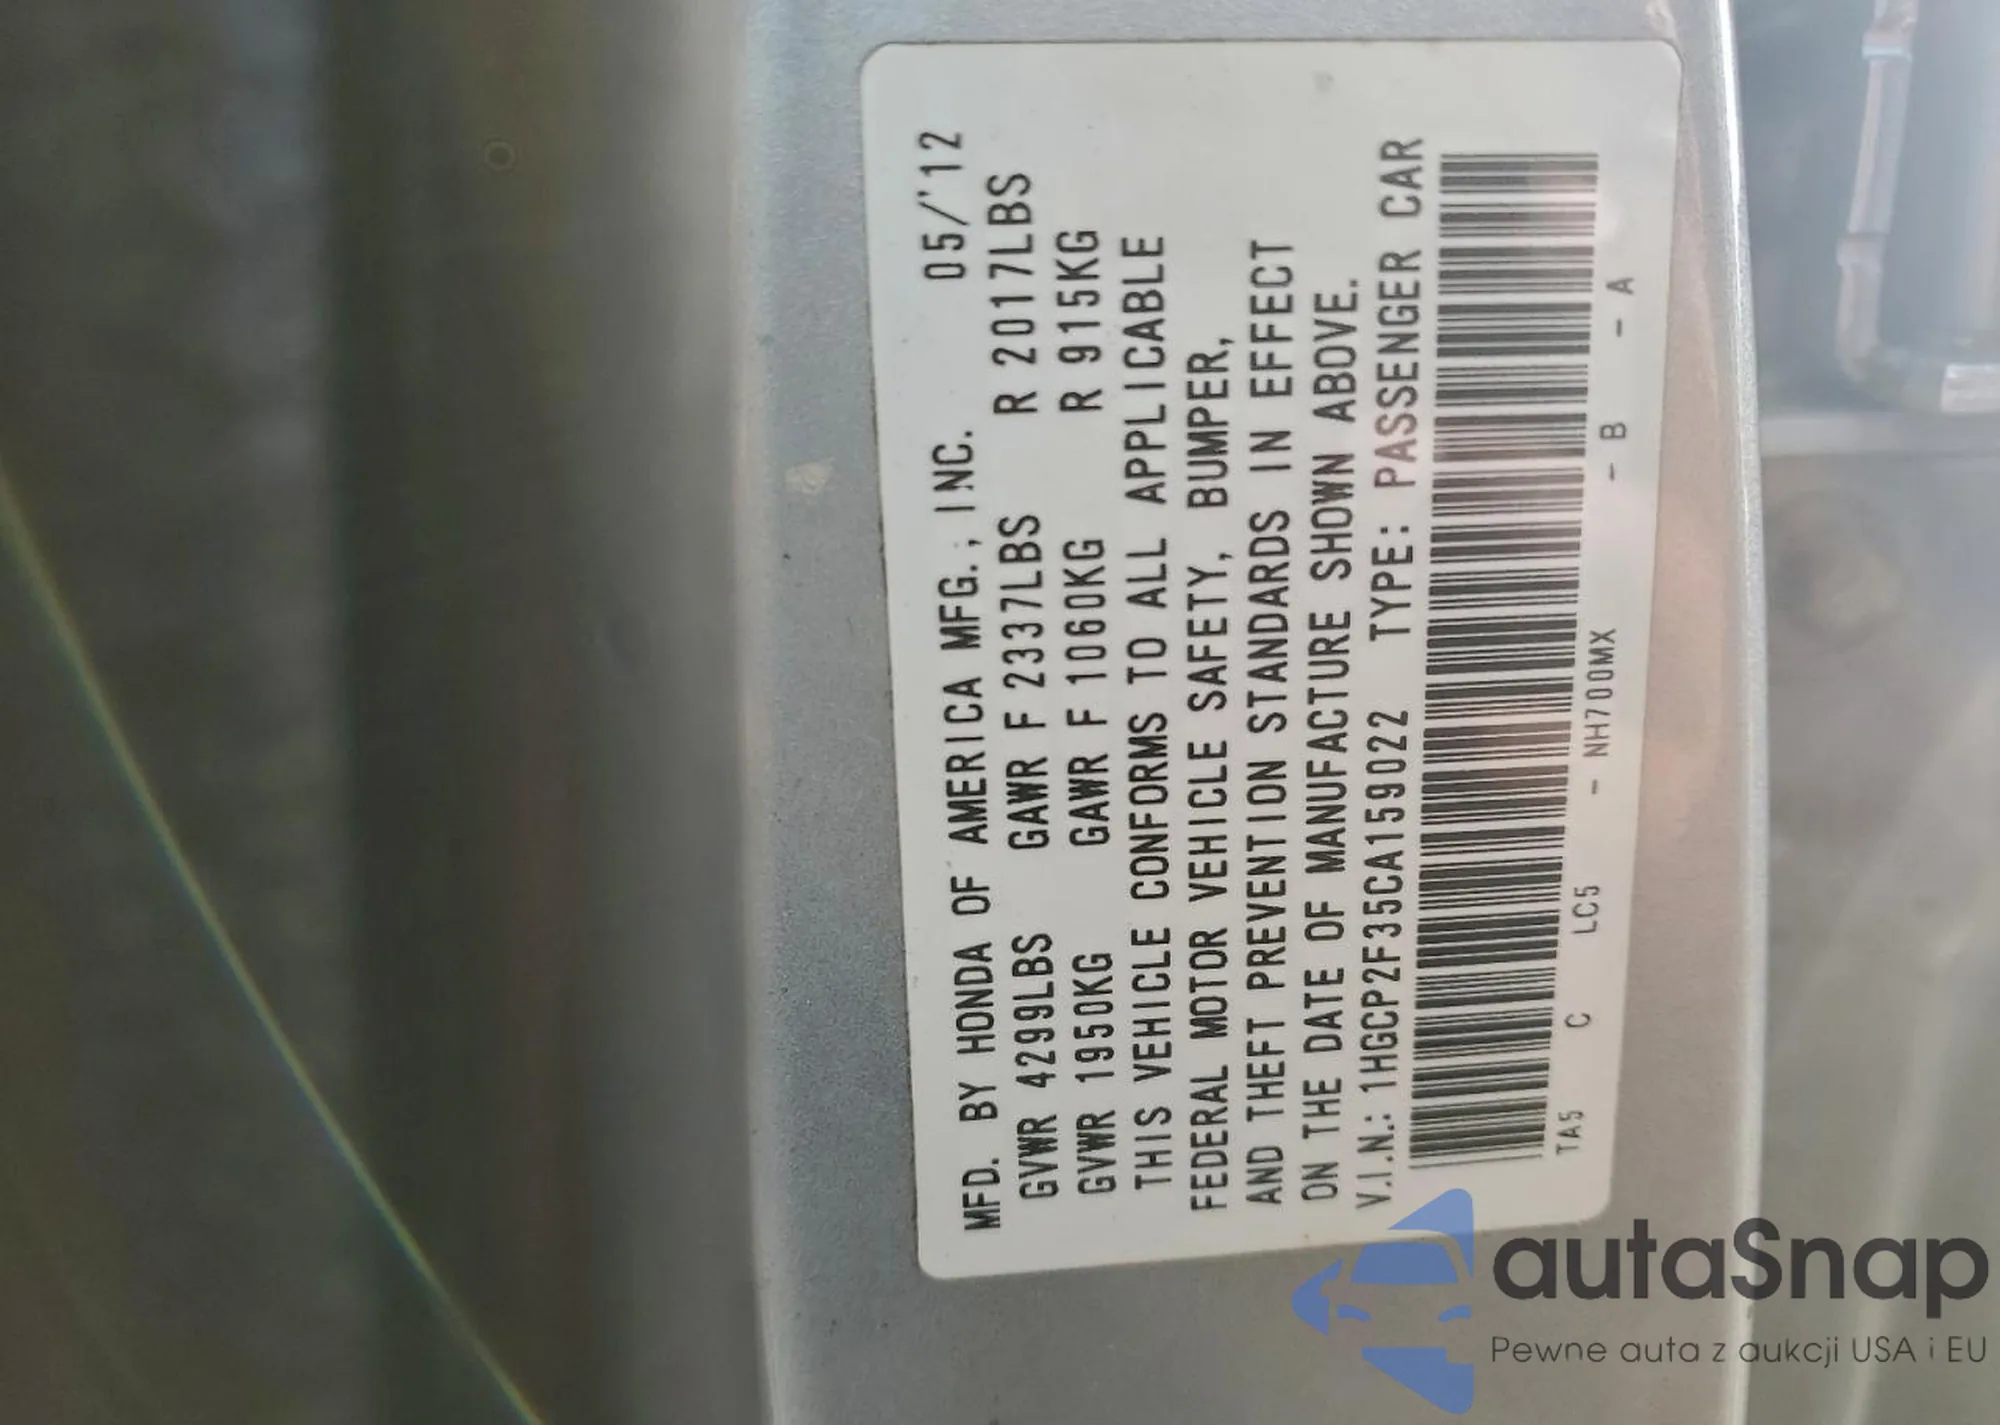 MFD. BY HONDA OF AMERICA MFG., INC. 05/'12
GVWR 4299LBS GAWR F 2337LBS R 2017LBS
GVWR 1950KG GAWR F 1060KG R 915KG
THIS VEHICLE CONFORMS TO ALL APPLICABLE
FEDERAL MOTOR VEHICLE SAFETY, BUMPER,
AND THEFT PREVENTION STANDARDS IN EFFECT
ON THE DATE OF MANUFACTURE SHOWN ABOVE.
V.I.N.: 1HGCP2F35CA159022 TYPE: PASSENGER CAR
TA5 C LC5 - NH700MX - B - A
autaSnap
Pewne auta z aukcji USA i EU